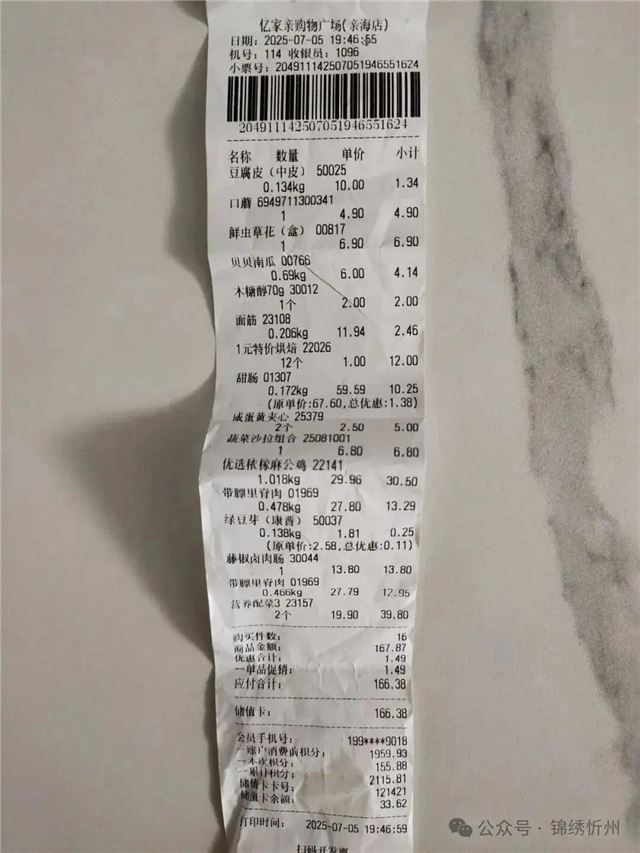 亿家亲购物广场(亲海店)
日期: 2025-07-05 19:46:55
机号: 114 收银员: 1096
小票号: 204911142507051946551624
204911142507051946551624
名称 数量 单价 小计
豆腐皮（中皮） 50025
0.134kg 10.00 1.34
口蘑 6949711300341
1 4.90 4.90
鲜虫草花（盒） 00817
1 6.90 6.90
贝贝南瓜 00766
0.69kg 6.00 4.14
木糖醇70g 30012
1个 2.00 2.00
面筋 23108
0.206kg 11.94 2.46
1元特价烘焙 22026
12个 1.00 12.00
甜肠 01307
0.172kg 59.59 10.25
(原单价:67.60,总优惠:1.38)
咸蛋黄夹心 25379
2个 2.50 5.00
蔬菜沙拉组合 25081001
1 6.80 6.80
优选秾稼麻公鸡 22141
1.018kg 29.96 30.50
带膘里脊肉 01969
0.478kg 27.80 13.29
绿豆芽（康普） 50037
0.138kg 1.81 0.25
(原单价:2.58,总优惠:0.11)
藤椒卤肉肠 30044
1 13.80 13.80
带膘里脊肉 01969
0.466kg 27.79 12.95
营养配菜3 23157
2个 19.90 39.80
购买件数: 16
商品金额: 167.87
优惠合计: 1.49
--单品促销: 1.49
应付合计: 166.38
储值卡: 166.38
会员手机号: 199****9018
--账户消费前积分: 1959.93
--本次积分: 155.88
--累计积分: 2115.81
储值卡卡号: 121421
储值卡余额: 33.62
打印时间: 2025-07-05 19:46:59
扫码开发票
公众号 · 锦绣忻州